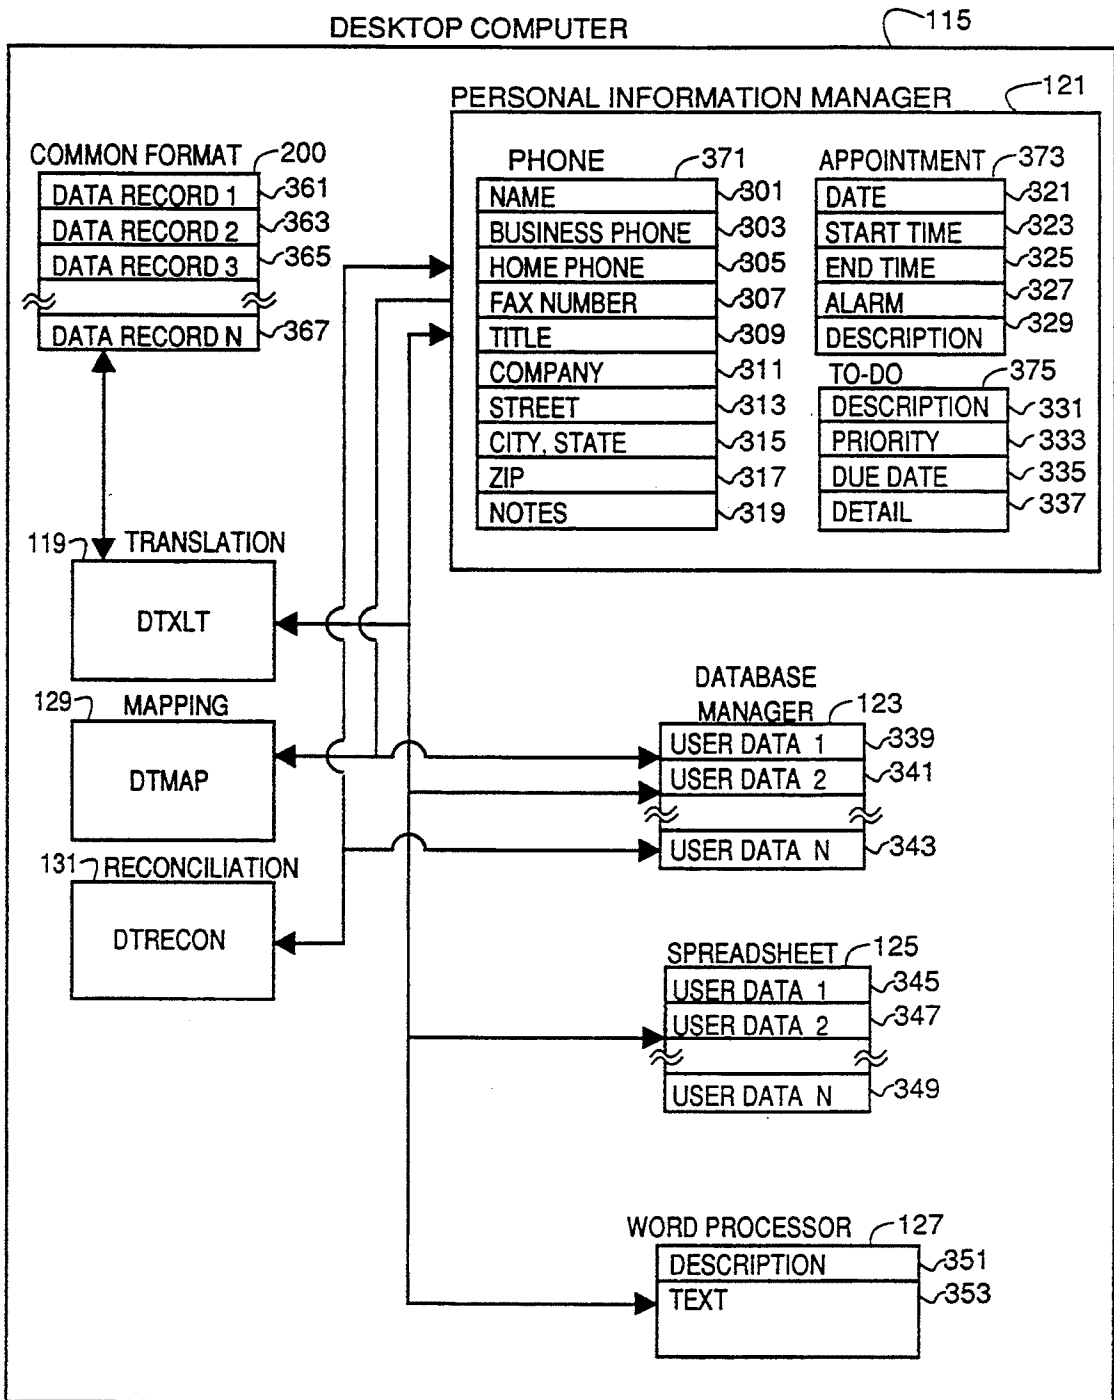 DESKTOP COMPUTER
115
PERSONAL INFORMATION MANAGER
121
COMMON FORMAT
200
DATA RECORD 1
361
DATA RECORD 2
363
DATA RECORD 3
365
DATA RECORD N
367
PHONE
371
NAME
301
BUSINESS PHONE
303
HOME PHONE
305
FAX NUMBER
307
TITLE
309
COMPANY
311
STREET
313
CITY, STATE
315
ZIP
317
NOTES
319
APPOINTMENT
373
DATE
321
START TIME
323
END TIME
325
ALARM
327
DESCRIPTION
329
TO-DO
375
DESCRIPTION
331
PRIORITY
333
DUE DATE
335
DETAIL
337
119
TRANSLATION
DTXLT
129
MAPPING
DTMAP
131
RECONCILIATION
DTRECON
DATABASE
MANAGER
123
USER DATA 1
339
USER DATA 2
341
USER DATA N
343
SPREADSHEET
125
USER DATA 1
345
USER DATA 2
347
USER DATA N
349
WORD PROCESSOR
127
DESCRIPTION
351
TEXT
353